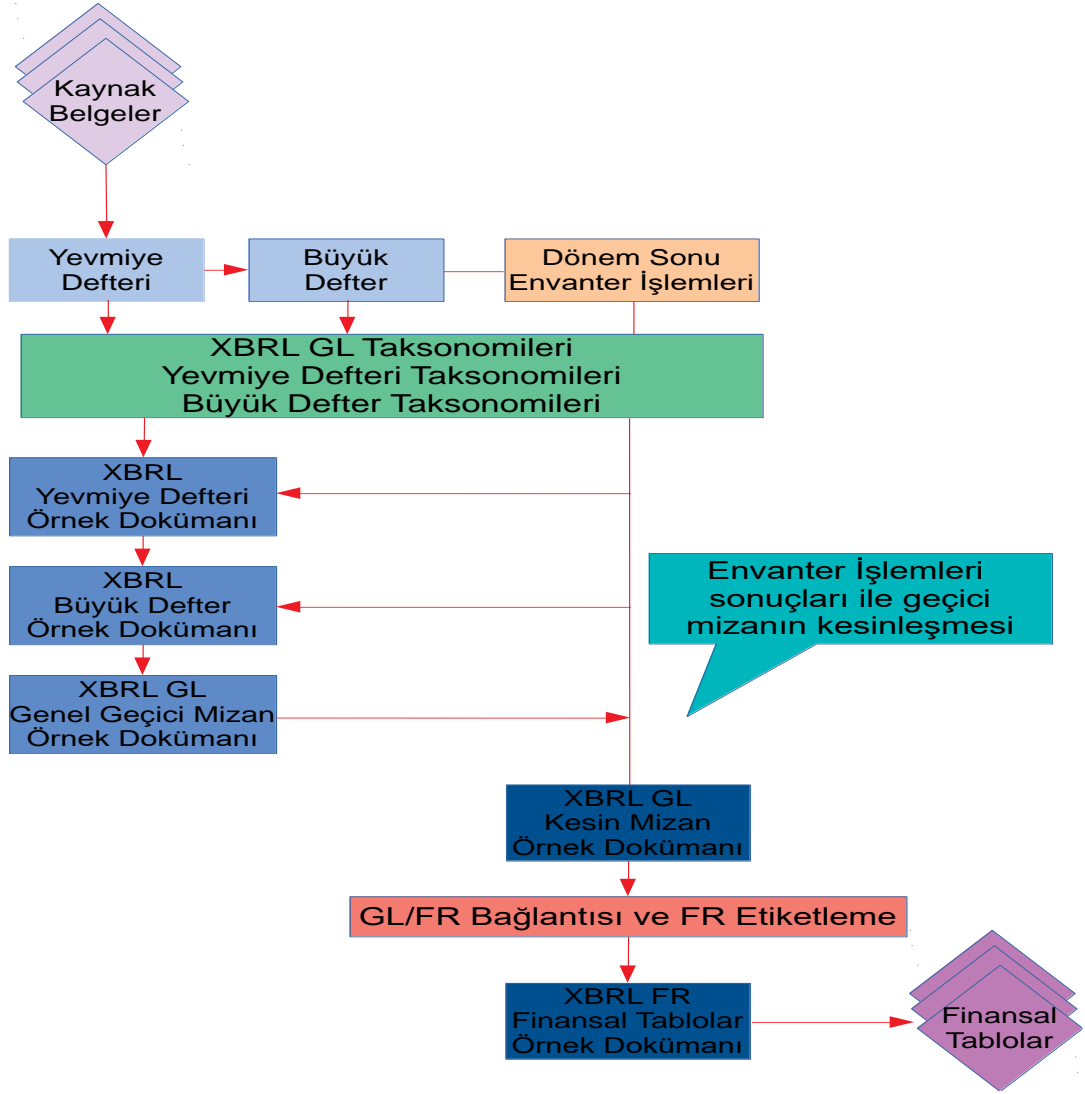 Kaynak
Belgeler
Yevmiye
Defteri
Büyük
Defter
Dönem Sonu
Envanter İşlemleri
XBRL GL Taksonomileri
Yevmiye Defteri Taksonomileri
Büyük Defter Taksonomileri
XBRL
Yevmiye Defteri
Örnek Dokümanı
XBRL
Büyük Defter
Örnek Dokümanı
Envanter İşlemleri
sonuçları ile geçici
mizanın kesinleşmesi
XBRL GL
Genel Geçici Mizan
Örnek Dokümanı
XBRL GL
Kesin Mizan
Örnek Dokümanı
GL/FR Bağlantısı ve FR Etiketleme
XBRL FR
Finansal Tablolar
Örnek Dokümanı
Finansal
Tablolar